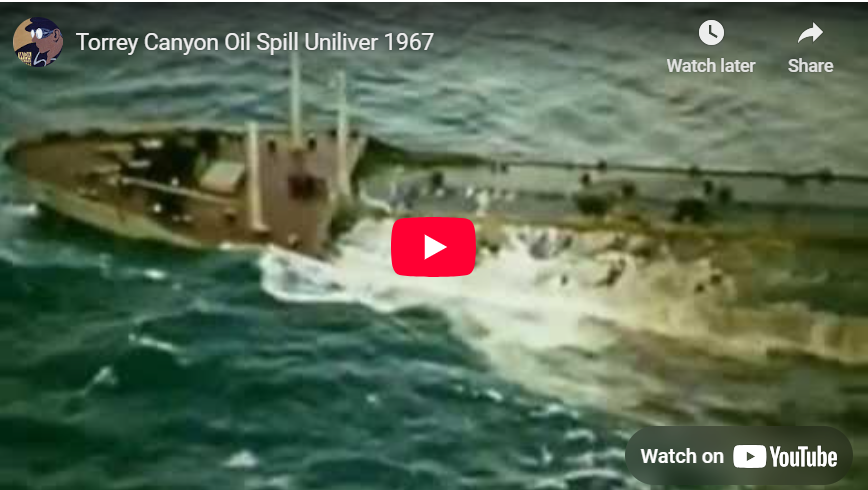 Torrey Canyon Oil Spill Uniliver 1967
Watch later
Share
Watch on YouTube